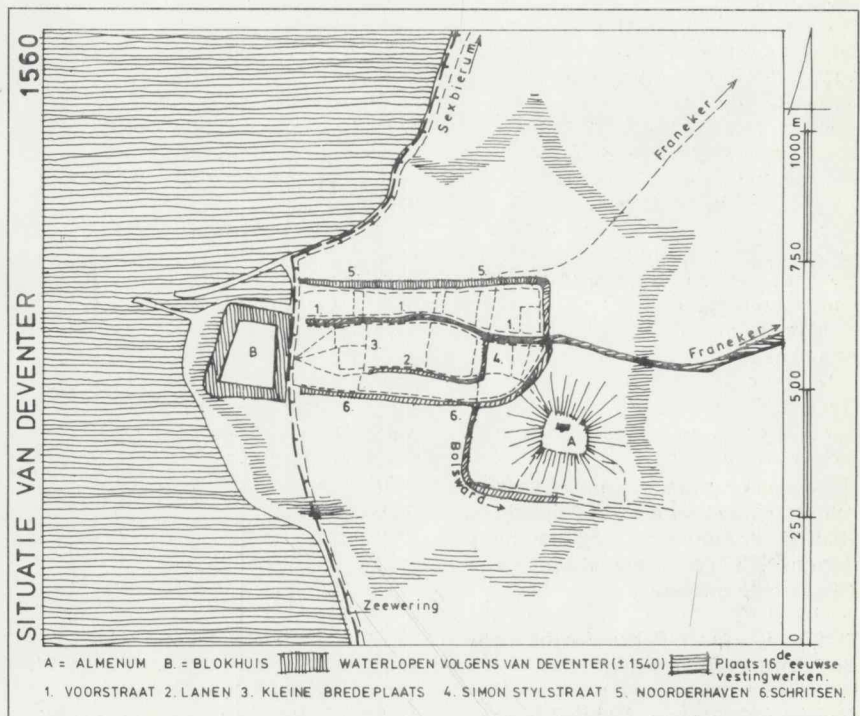 SITUATIE VAN DEVENTER 1560
Sexbierum
Franeker
E
1000
750
500
250
0
5. 5.
1 1 1.
3.
B
2.
4.
Franeker
6. 6.
A
Bolsward
Zeewering
A = ALMENUM B. = BLOKHUIS WATERLOPEN VOLGENS VAN DEVENTER (± 1540) Plaats 16de eeuwse
vestingwerken.
1. VOORSTRAAT 2. LANEN 3. KLEINE BREDEPLAATS 4. SIMON STYLSTRAAT 5. NOORDERHAVEN 6. SCHRITSEN.